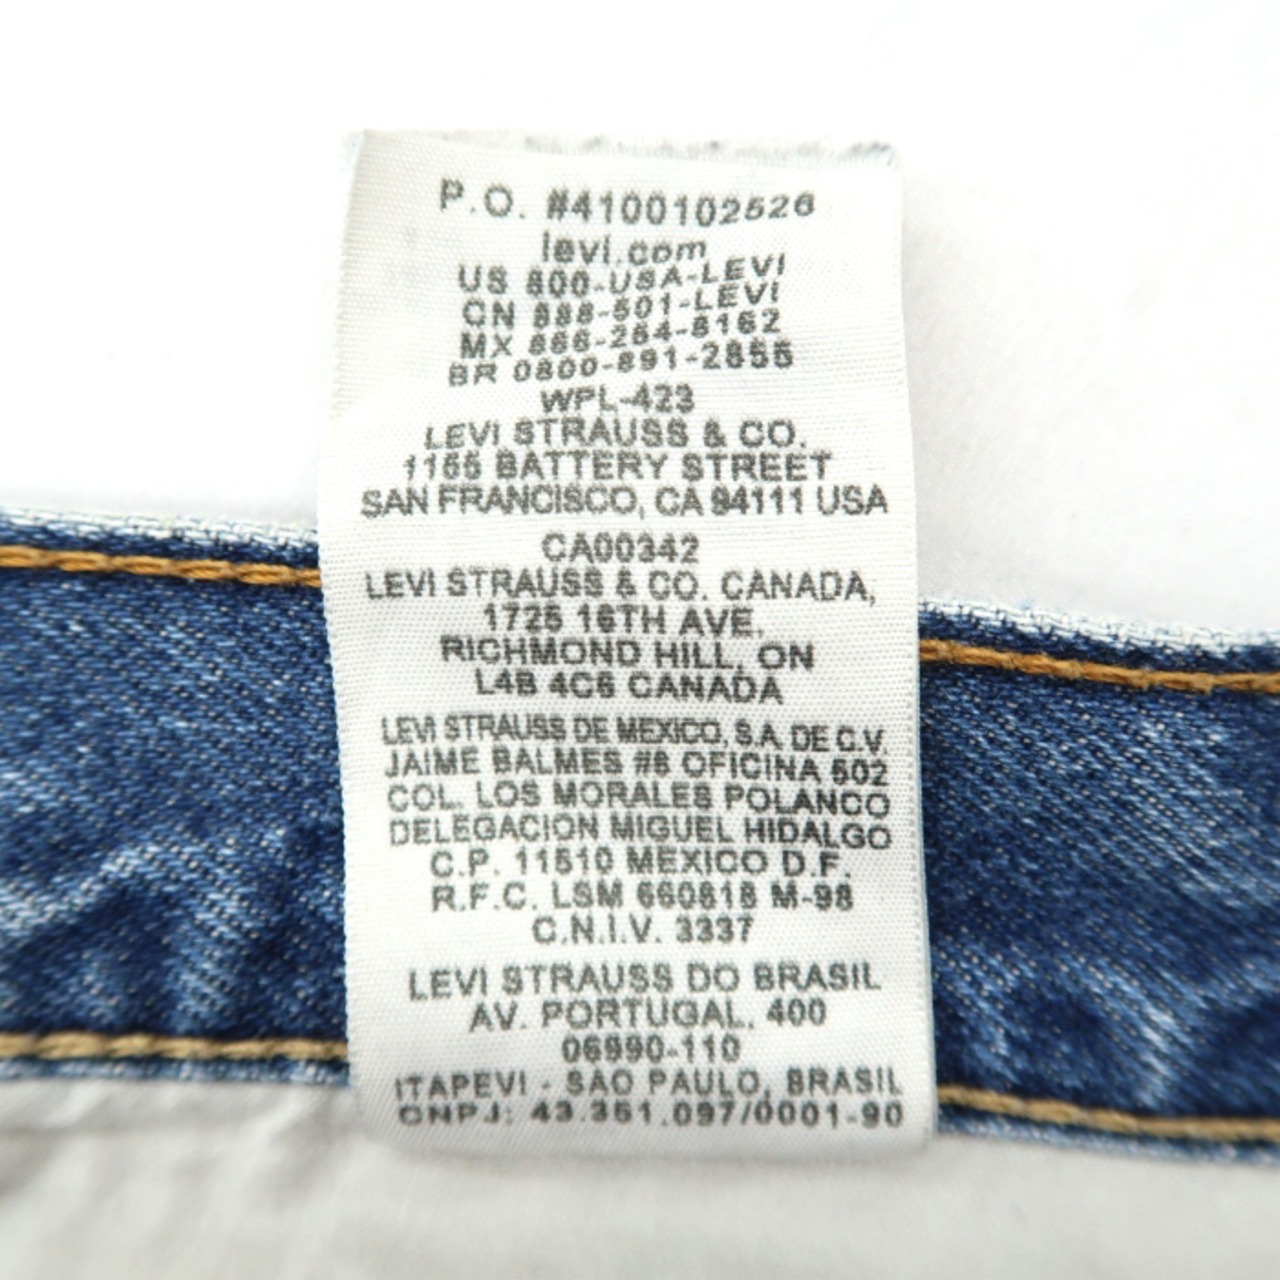 P.O. #4100102526
levi.com
US 800-USA-LEVI
CN 888-501-LEVI
MX 866-264-8162
BR 0800-891-2855
WPL-423
LEVI STRAUSS & CO.
1155 BATTERY STREET
SAN FRANCISCO, CA 94111 USA
CA00342
LEVI STRAUSS & CO. CANADA,
1725 16TH AVE.
RICHMOND HILL, ON
L4B 4C6 CANADA
LEVI STRAUSS DE MEXICO, S.A. DE C.V.
JAIME BALMES #8 OFICINA 602
COL. LOS MORALES POLANCO
DELEGACION MIGUEL HIDALGO
C.P. 11510 MEXICO D.F.
R.F.C. LSM 660818 M-98
C.N.I.V. 3337
LEVI STRAUSS DO BRASIL
AV. PORTUGAL, 400
06690-110
ITAPEVI - SAO PAULO, BRASIL
CNPJ: 43.361.097/0001-90